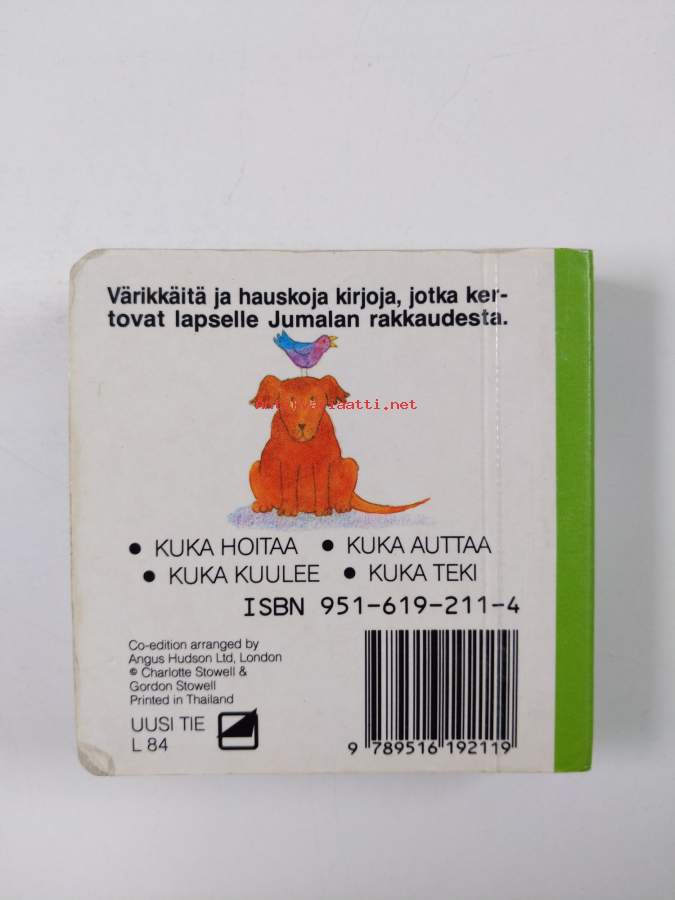 Värikkäitä ja hauskoja kirjoja, jotka ker-
tovat lapselle Jumalan rakkaudesta.
• KUKA HOITAA • KUKA AUTTAA
• KUKA KUULEE • KUKA TEKI
ISBN 951-619-211-4
Co-edition arranged by
Angus Hudson Ltd, London
© Charlotte Stowell &
Gordon Stowell
Printed in Thailand
UUSI TIE
L 84
9 789516 192119